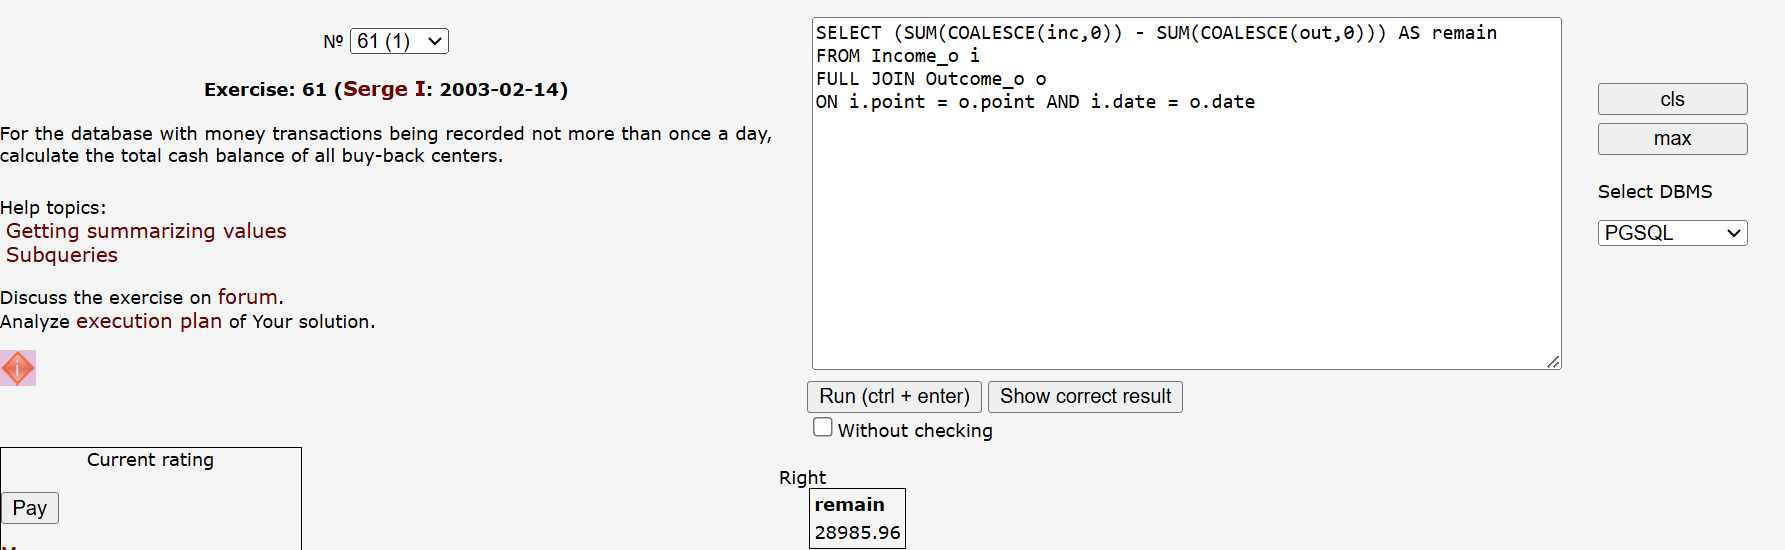 № 61 (1)
Exercise: 61 (Serge I: 2003-02-14)
For the database with money transactions being recorded not more than once a day,
calculate the total cash balance of all buy-back centers.
Help topics:
Getting summarizing values
Subqueries
Discuss the exercise on forum.
Analyze execution plan of Your solution.
i
Current rating
Pay
SELECT (SUM(COALESCE(inc,0)) - SUM(COALESCE(out,0))) AS remain
FROM Income_o i
FULL JOIN Outcome_o o
ON i.point = o.point AND i.date = o.date
Run (ctrl + enter) Show correct result
Without checking
Right
remain
28985.96
cls
max
Select DBMS
PGSQL